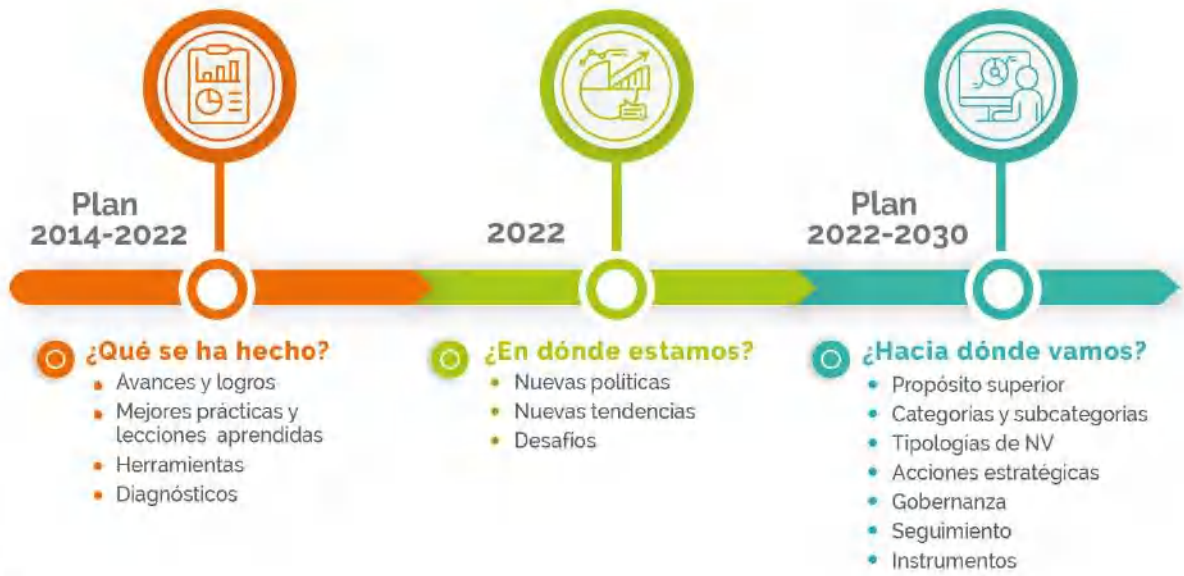 Plan
2014-2022
2022
Plan
2022-2030
¿Qué se ha hecho?
Avances y logros
Mejores prácticas y
lecciones aprendidas
Herramientas
Diagnósticos
¿En dónde estamos?
Nuevas políticas
Nuevas tendencias
Desafíos
¿Hacia dónde vamos?
Propósito superior
Categorías y subcategorías
Tipologías de NV
Acciones estratégicas
Gobernanza
Seguimiento
Instrumentos